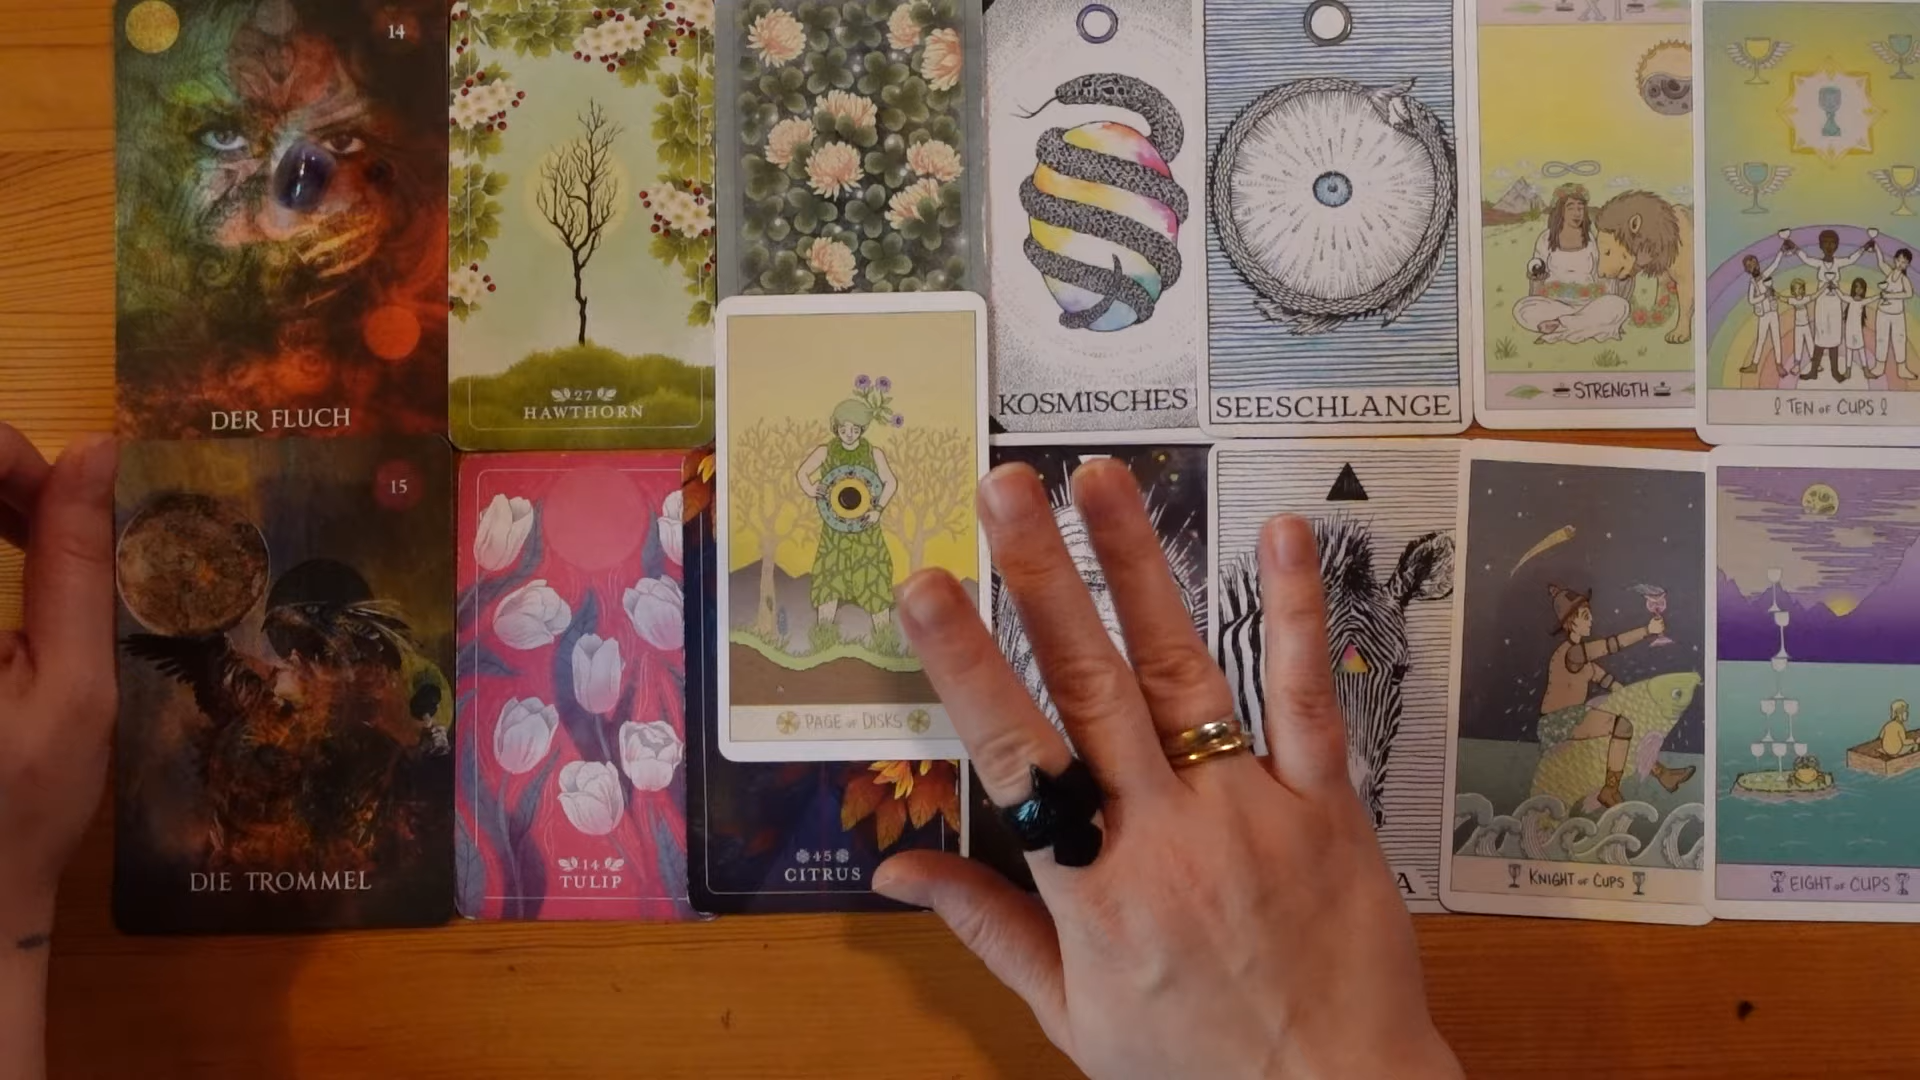 14
DER FLUCH
27
HAWTHORN
KOSMISCHES
SEESCHLANGE
XI
STRENGTH
TEN OF CUPS
15
DIE TROMMEL
14
TULIP
45
CITRUS
PAGE OF DISKS
A
KNIGHT OF CUPS
EIGHT OF CUPS